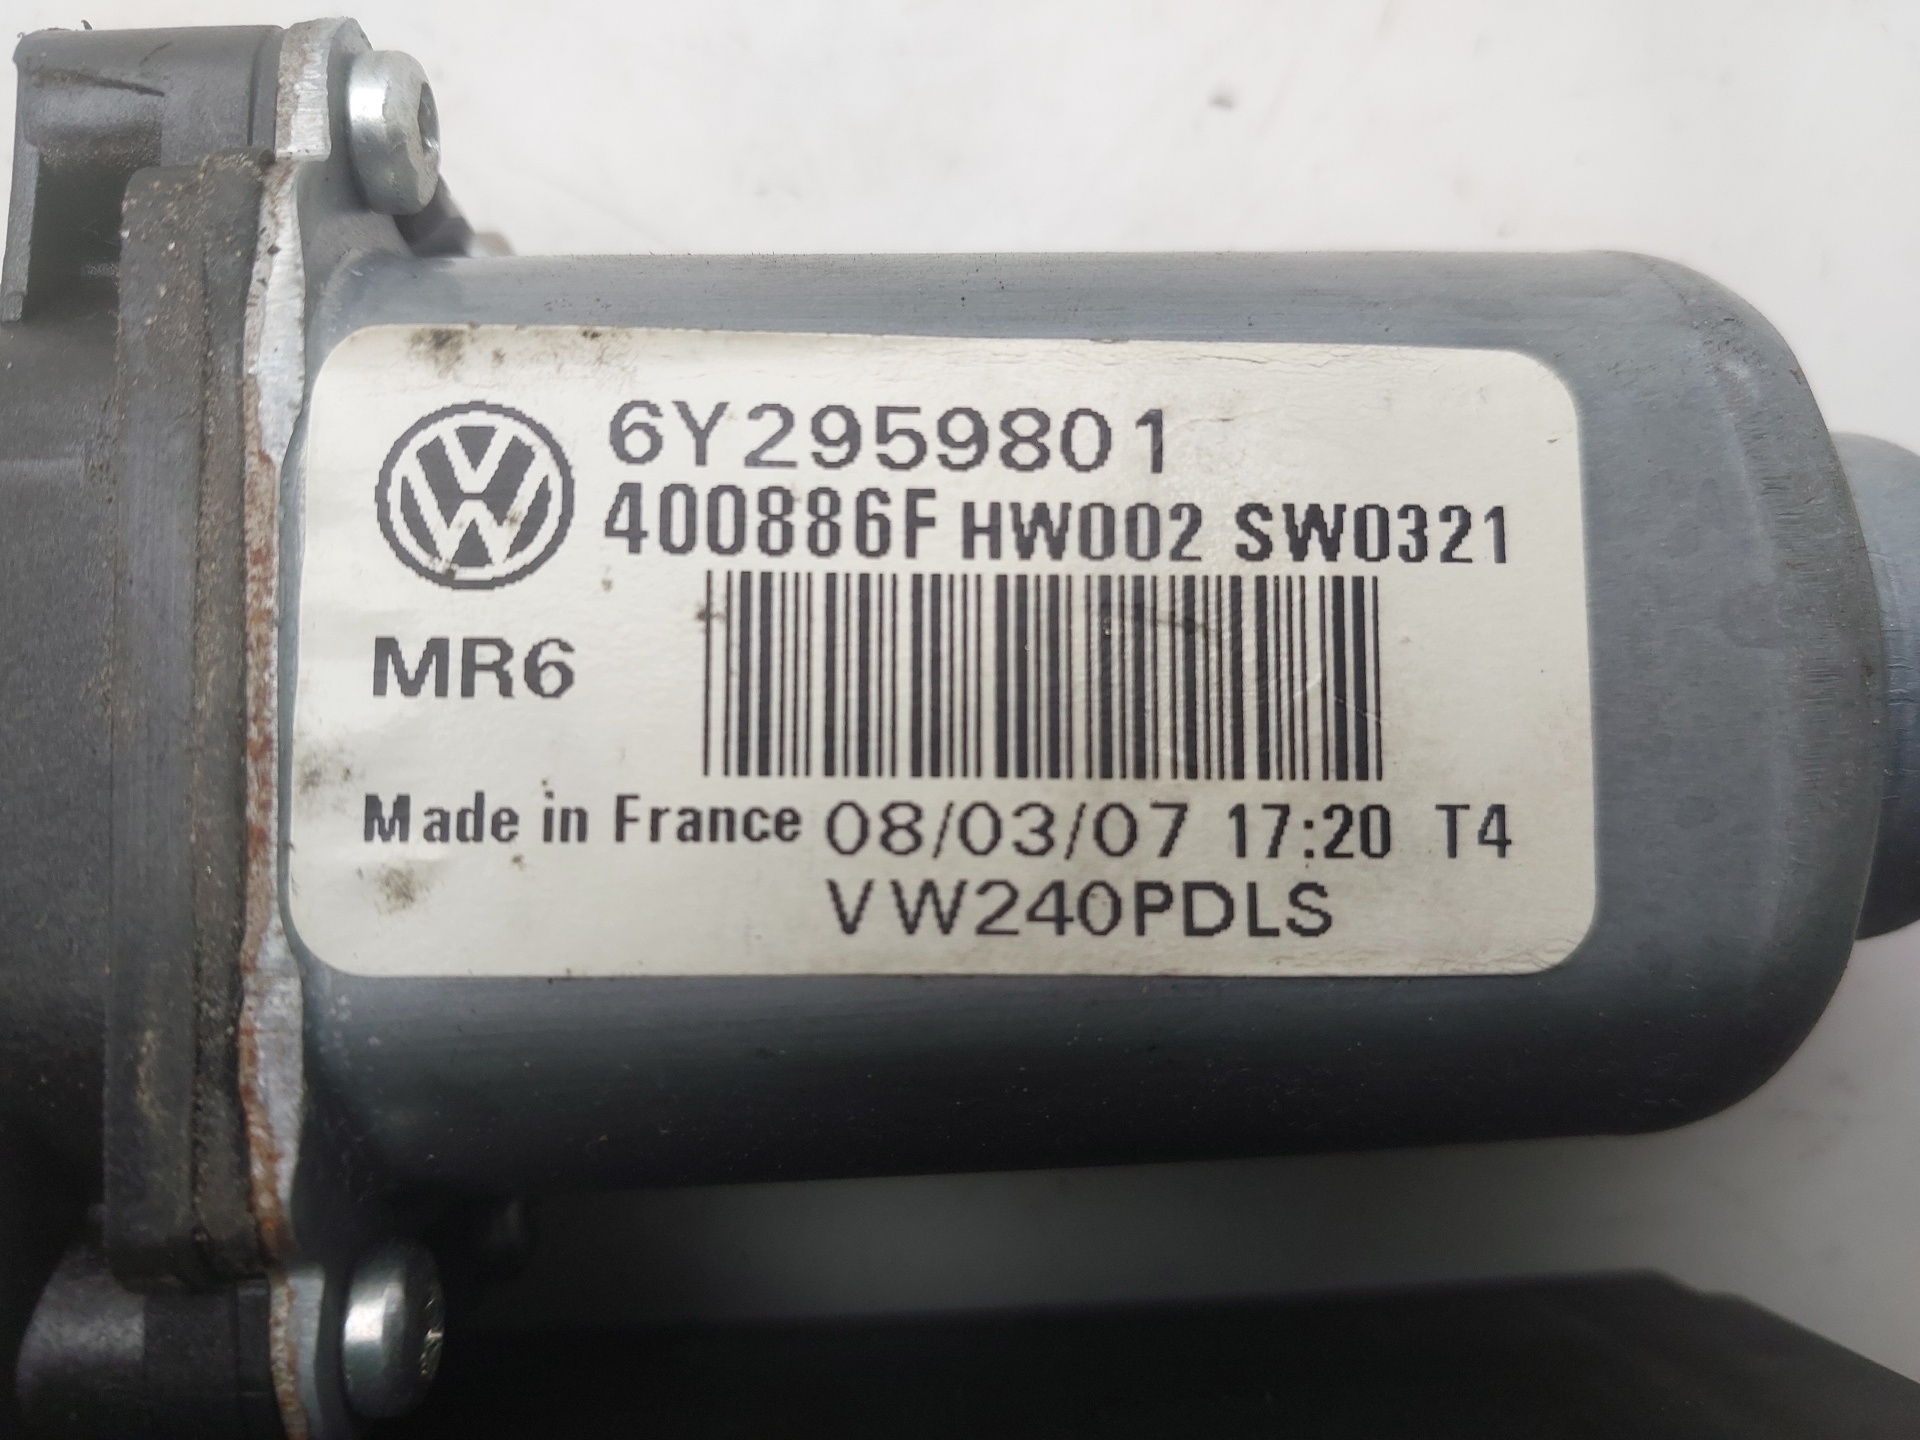 6Y2959801
400886F HW002 SW0321
MR6
Made in France 08/03/07 17:20 T4
VW240PDLS